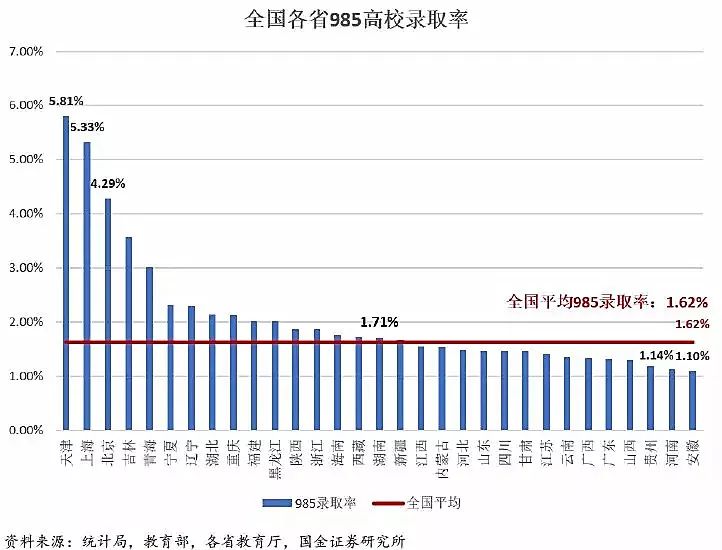 全国各省985高校录取率
7.00%
6.00%
5.00%
4.00%
3.00%
2.00%
1.00%
0.00%
5.81%
5.33%
4.29%
1.71%
全国平均985录取率：1.62%
1.62%
1.14%
1.10%
天津
上海
北京
吉林
青海
宁夏
辽宁
湖北
重庆
福建
黑龙江
陕西
浙江
海南
西藏
湖南
新疆
江西
内蒙古
河北
山东
四川
甘肃
江苏
云南
广西
广东
山西
贵州
河南
安徽
985录取率
全国平均
资料来源：统计局，教育部，各省教育厅，国金证券研究所